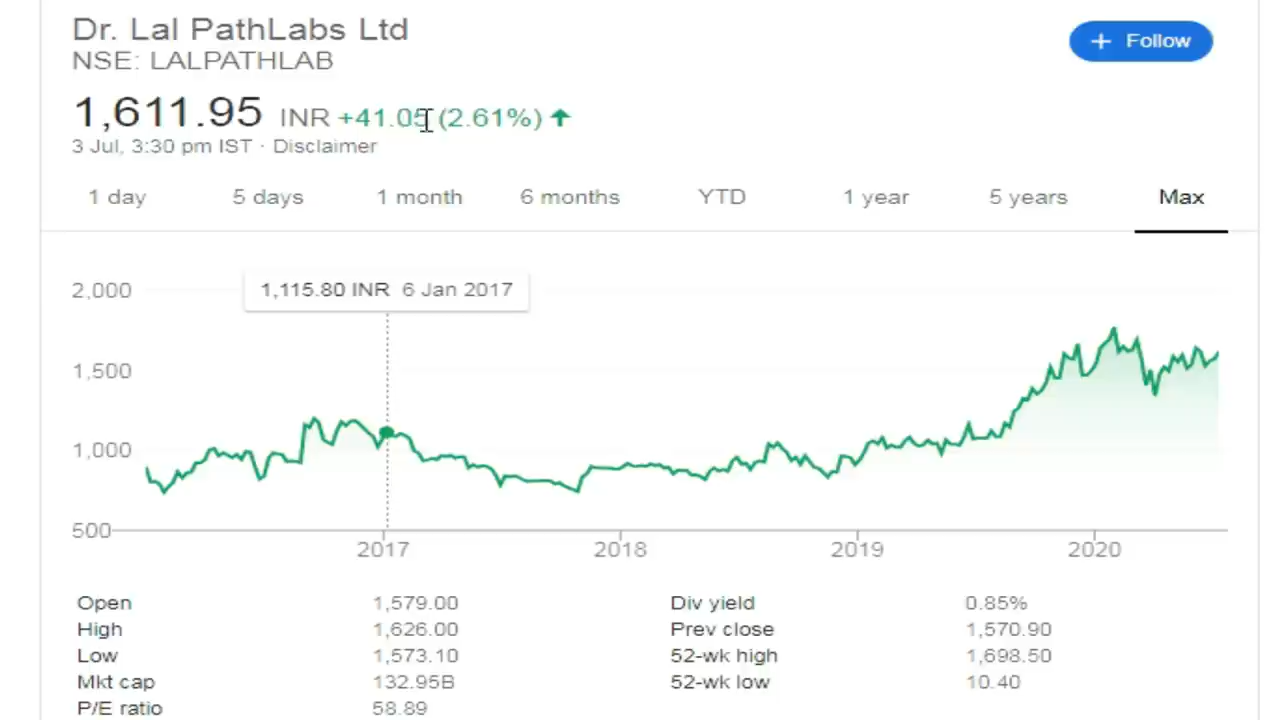 Dr. Lal PathLabs Ltd
NSE: LALPATHLAB
+ Follow
1,611.95 INR +41.05 (2.61%)
3 Jul, 3:30 pm IST · Disclaimer
1 day 5 days 1 month 6 months YTD 1 year 5 years Max
1,115.80 INR 6 Jan 2017
2,000
1,500
1,000
500
2017 2018 2019 2020
Open 1,579.00 Div yield 0.85%
High 1,626.00 Prev close 1,570.90
Low 1,573.10 52-wk high 1,698.50
Mkt cap 132.95B 52-wk low 10.40
P/E ratio 58.89